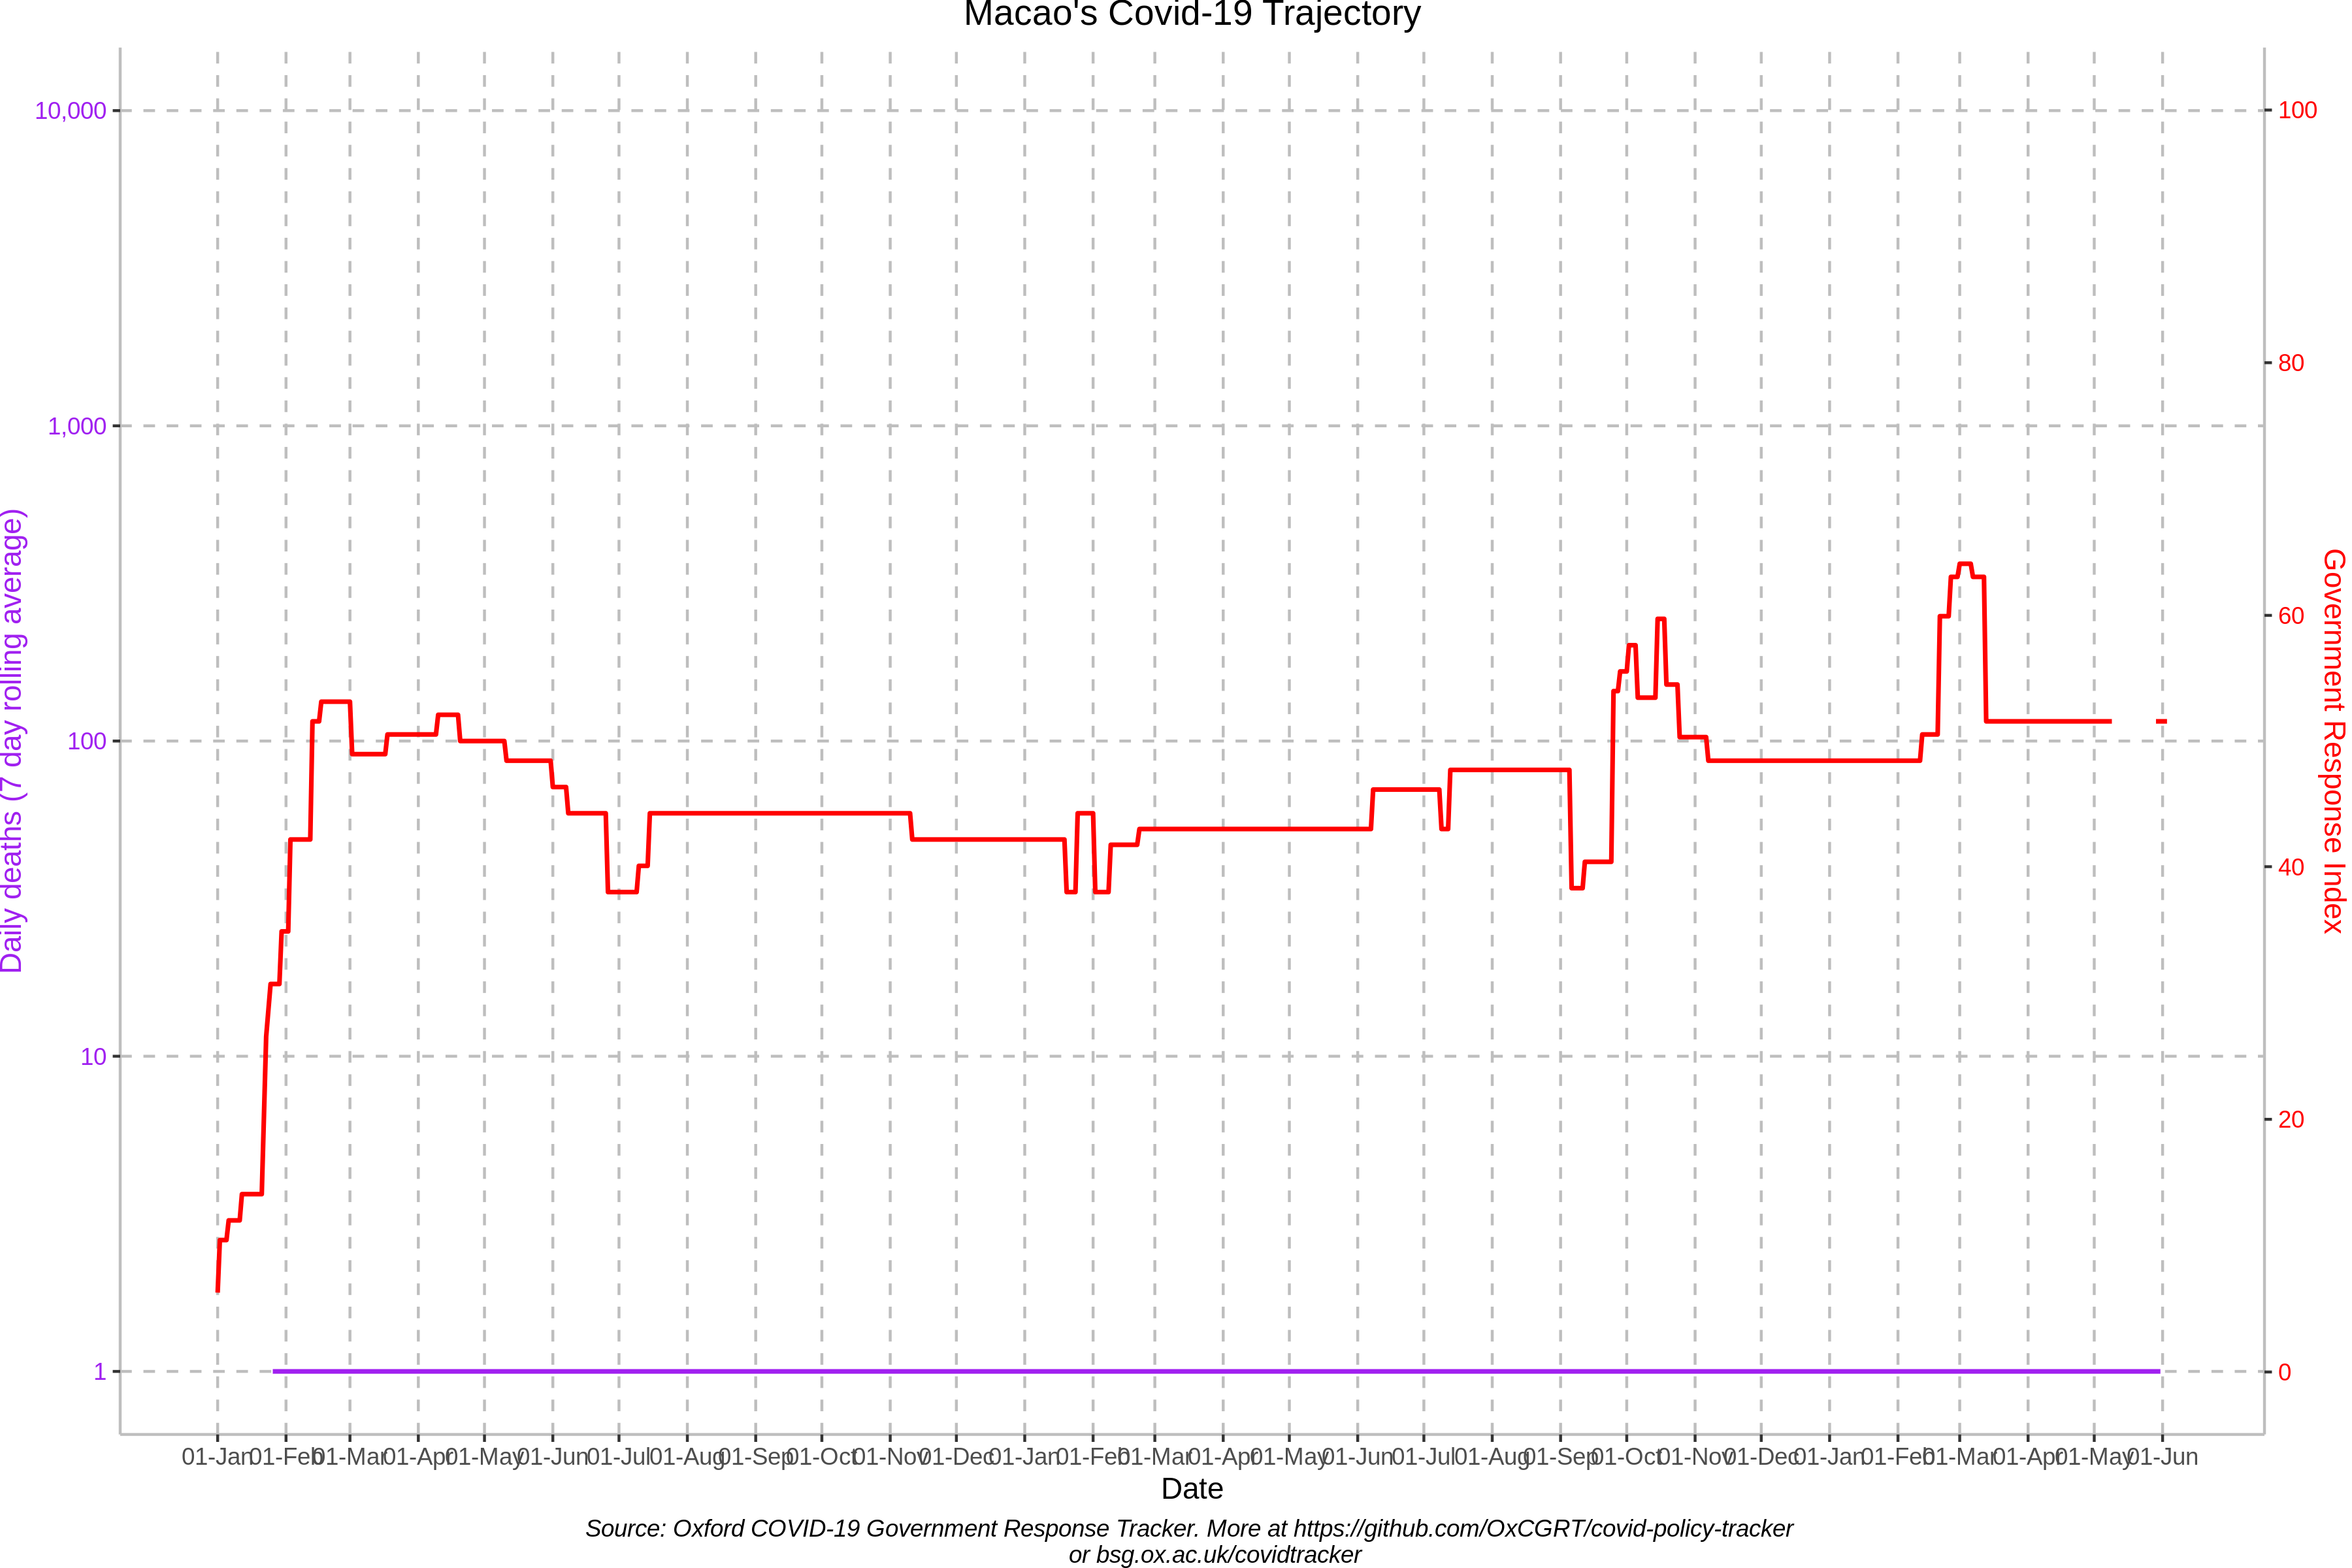 Macao's Covid-19 Trajectory
10,000
1,000
100
10
1
Daily deaths (7 day rolling average)
100
80
60
40
20
0
Government Response Index
01-Jan 01-Feb 01-Mar 01-Apr 01-May 01-Jun 01-Jul 01-Aug 01-Sep 01-Oct 01-Nov 01-Dec 01-Jan 01-Feb 01-Mar 01-Apr 01-May 01-Jun 01-Jul 01-Aug 01-Sep 01-Oct 01-Nov 01-Dec 01-Jan 01-Feb 01-Mar 01-Apr 01-May 01-Jun
Date
Source: Oxford COVID-19 Government Response Tracker. More at https://github.com/OxCGRT/covid-policy-tracker
or bsg.ox.ac.uk/covidtracker